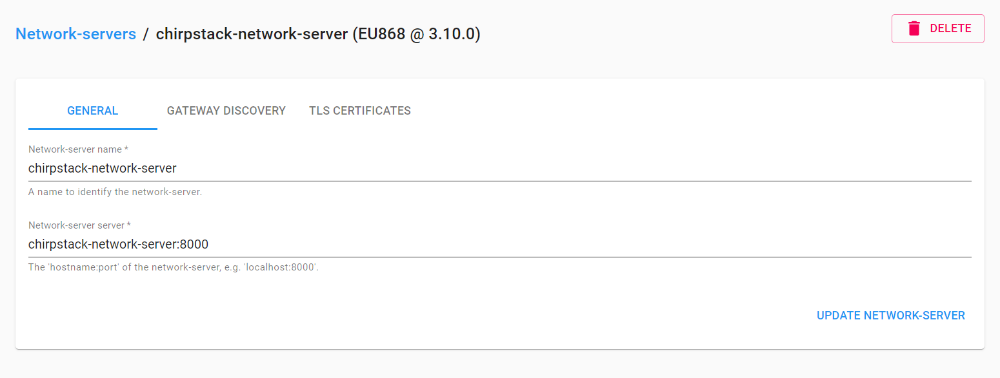 Network-servers / chirpstack-network-server (EU868 @ 3.10.0)
DELETE
GENERAL GATEWAY DISCOVERY TLS CERTIFICATES
Network-server name *
chirpstack-network-server
A name to identify the network-server.
Network-server server *
chirpstack-network-server:8000
The 'hostname:port' of the network-server, e.g. 'localhost:8000'.
UPDATE NETWORK-SERVER